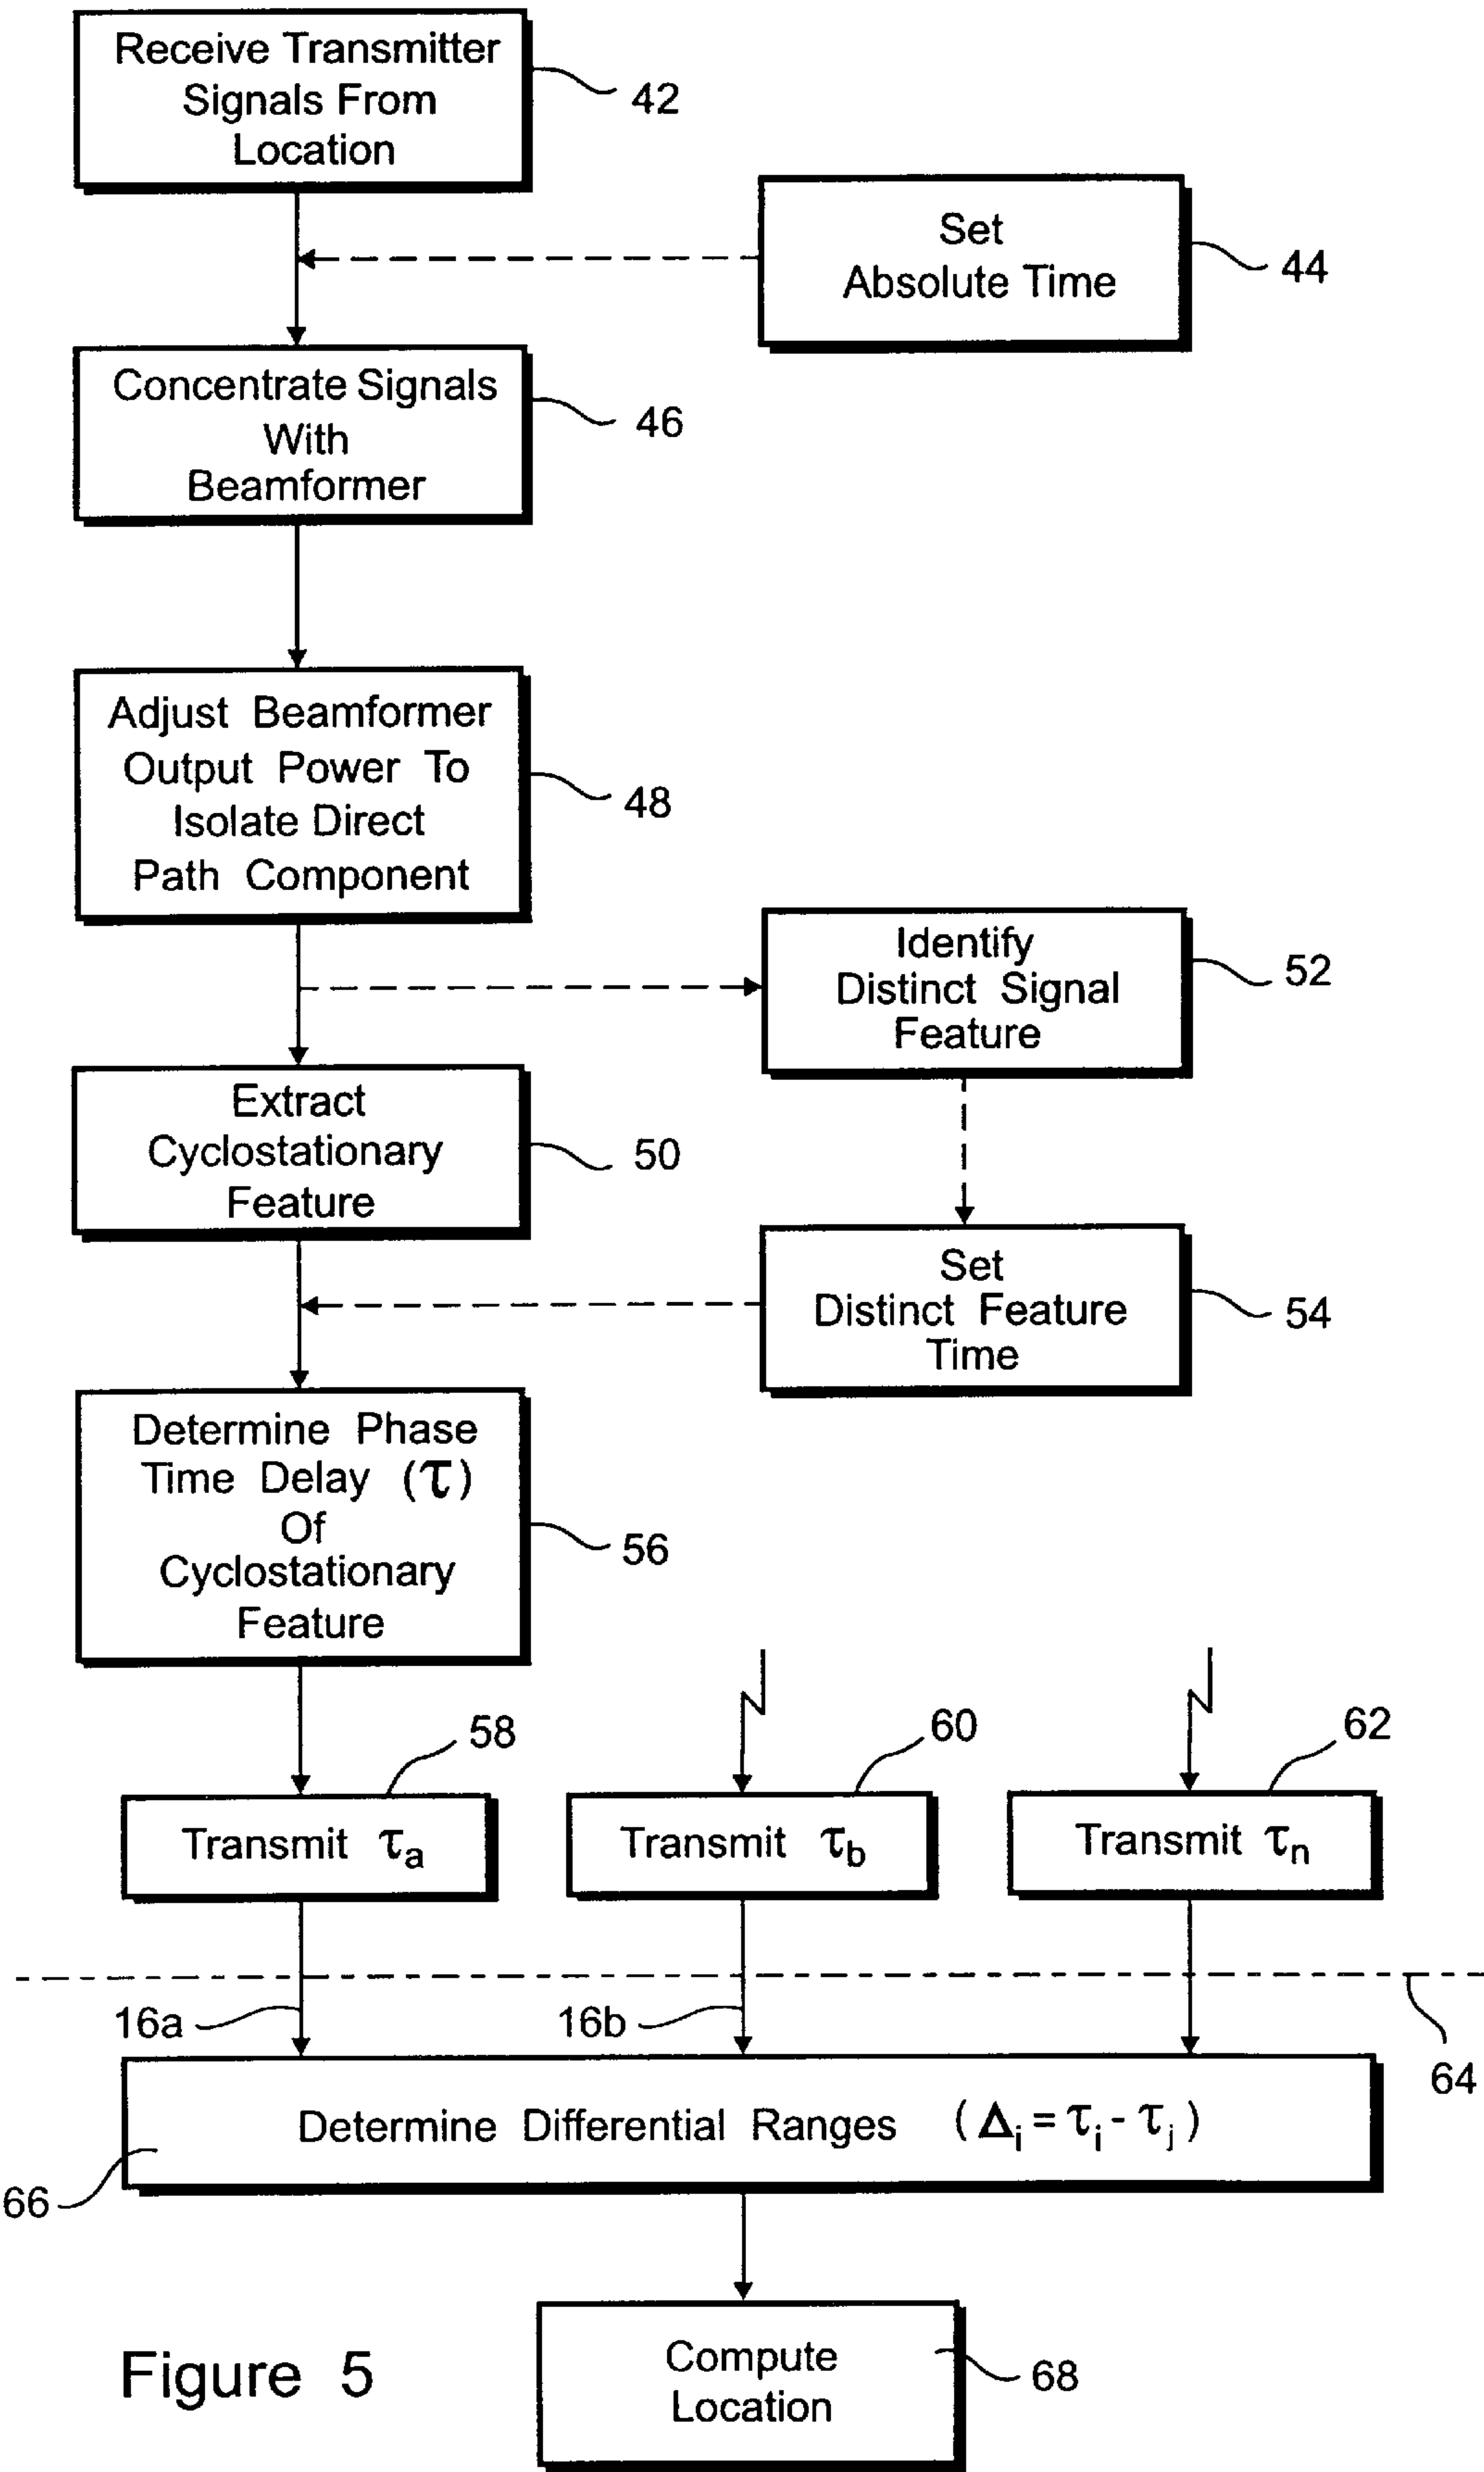 Receive Transmitter
Signals From
Location
42
Set
Absolute Time
44
Concentrate Signals
With
Beamformer
46
Adjust Beamformer
Output Power To
Isolate Direct
Path Component
48
Identify
Distinct Signal
Feature
52
Extract
Cyclostationary
Feature
50
Set
Distinct Feature
Time
54
Determine Phase
Time Delay (τ)
Of
Cyclostationary
Feature
56
58
60
62
Transmit τa
Transmit τb
Transmit τn
16a
16b
64
Determine Differential Ranges (Δi = τi - τj)
66
Compute
Location
68
Figure 5